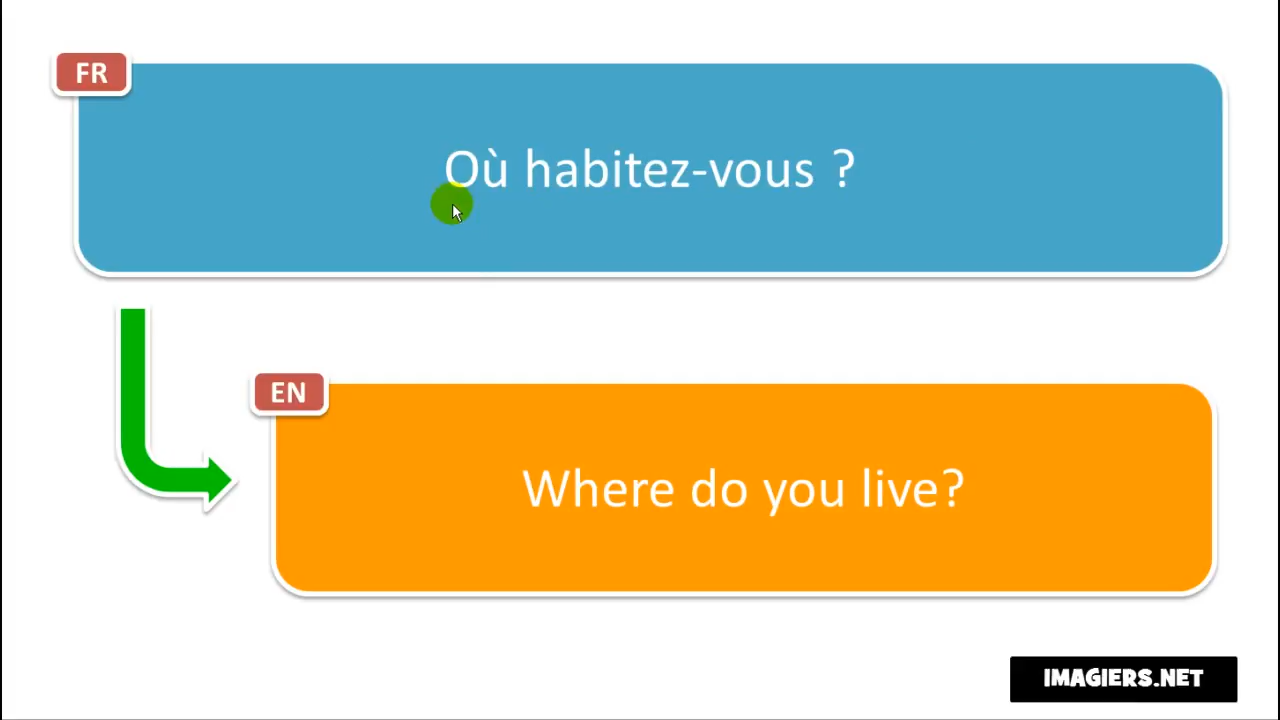 FR
Où habitez-vous ?
EN
Where do you live?
IMAGIERS.NET